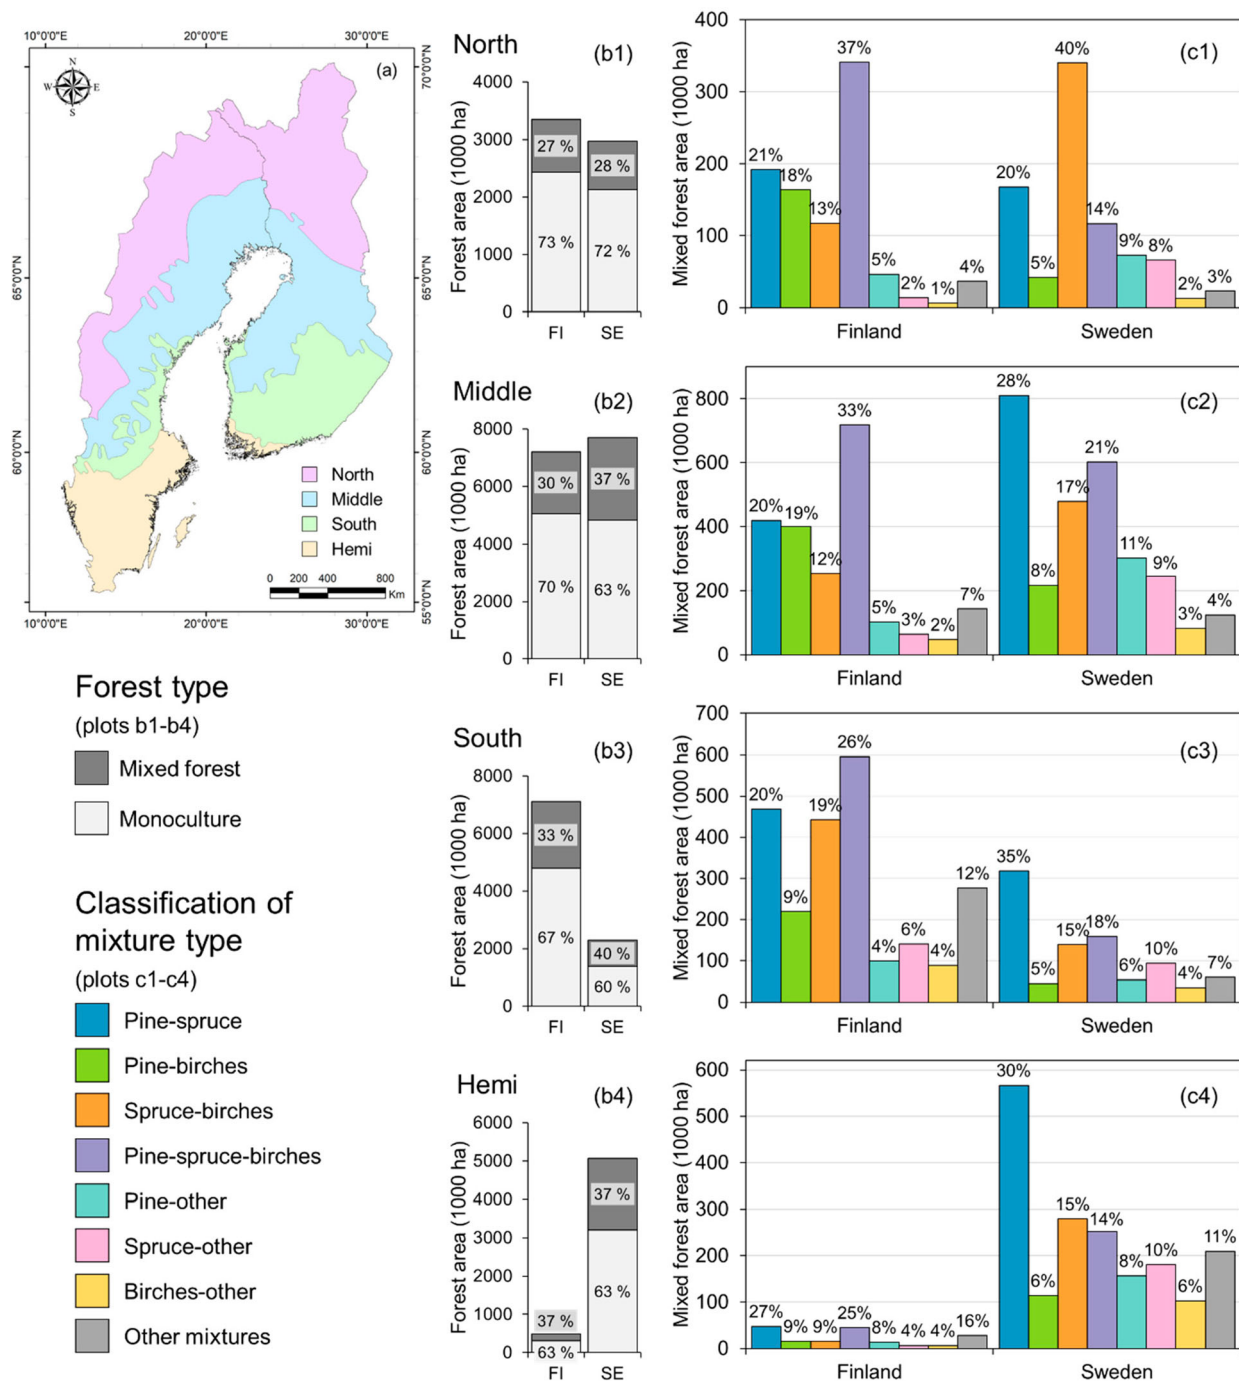 10°0'0"E 20°0'0"E 30°0'0"E
(a)
N
W E
S
70°0'0"N
65°0'0"N
65°0'0"N
60°0'0"N
60°0'0"N
55°0'0"N
North
Middle
South
Hemi
0 200 400 800
Km
10°0'0"E 20°0'0"E 30°0'0"E
Forest type
(plots b1-b4)
Mixed forest
Monoculture
Classification of
mixture type
(plots c1-c4)
Pine-spruce
Pine-birches
Spruce-birches
Pine-spruce-birches
Pine-other
Spruce-other
Birches-other
Other mixtures
North (b1)
Forest area (1000 ha)
4000
3000
2000
1000
0
27 % 28 %
73 % 72 %
FI SE
(c1)
Mixed forest area (1000 ha)
400
300
200
100
0
21% 18% 13% 37% 5% 2% 1% 4%
20% 5% 40% 14% 9% 8% 2% 3%
Finland Sweden
Middle (b2)
Forest area (1000 ha)
8000
6000
4000
2000
0
30 % 37 %
70 % 63 %
FI SE
(c2)
Mixed forest area (1000 ha)
800
600
400
200
0
20% 19% 12% 33% 5% 3% 2% 7%
28% 8% 17% 21% 11% 9% 3% 4%
Finland Sweden
South (b3)
Forest area (1000 ha)
8000
6000
4000
2000
0
33 % 40 %
67 % 60 %
FI SE
(c3)
Mixed forest area (1000 ha)
700
600
500
400
300
200
100
0
20% 9% 19% 26% 4% 6% 4% 12%
35% 5% 15% 18% 6% 10% 4% 7%
Finland Sweden
Hemi (b4)
Forest area (1000 ha)
6000
5000
4000
3000
2000
1000
0
37 % 37 %
63 % 63 %
FI SE
(c4)
Mixed forest area (1000 ha)
600
500
400
300
200
100
0
27% 9% 9% 25% 8% 4% 4% 16%
30% 6% 15% 14% 8% 10% 6% 11%
Finland Sweden